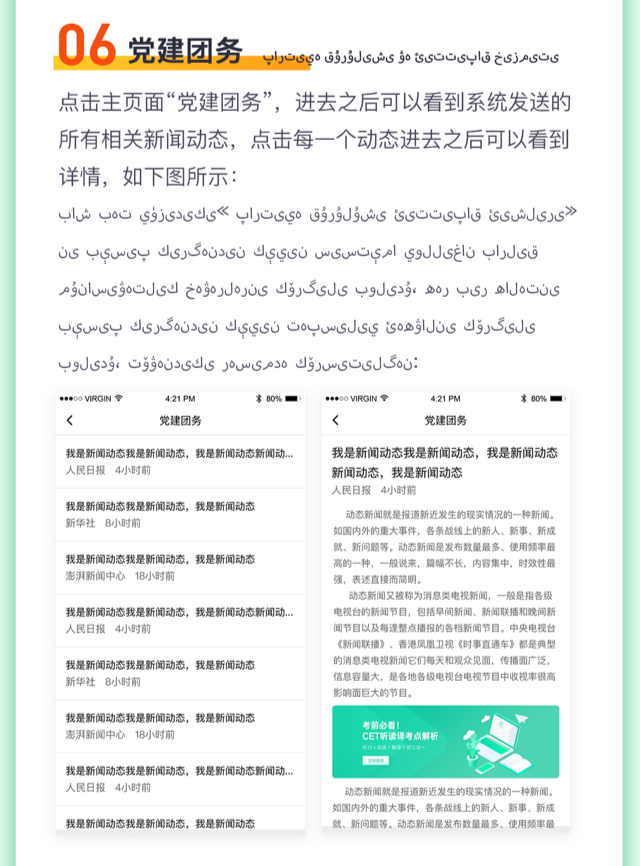 06 党建团务 پارتىيە قۇرۇلىشى ۋە ئىتتىپاق خىزمىتى
点击主页面“党建团务”，进去之后可以看到系统发送的
所有相关新闻动态，点击每一个动态进去之后可以看到
详情，如下图所示：
باش بەت يۈزىدىكى« پارتىيە قۇرۇلۇشى ئىتتىپاق ئىشلىرى»
نى بېسىپ كىرگەندىن كېيىن سىستېما يوللىغان بارلىق
مۇناسىۋەتلىك خەۋەرلەرنى كۆرگىلى بولىدۇ، ھەر بىر ھالەتنى
بېسىپ كىرگەندىن كېيىن تەپسىلىي ئەھۋالنى كۆرگىلى
بولىدۇ، تۆۋەندىكى رەسىمدە كۆرسىتىلگەن:
VIRGIN 4:21 PM 80%
党建团务
我是新闻动态我是新闻动态，我是新闻动态新闻动...
人民日报 4小时前
我是新闻动态我是新闻动态，我是新闻动态
新华社 8小时前
我是新闻动态我是新闻动态，我是新闻动态
澎湃新闻中心 18小时前
我是新闻动态我是新闻动态，我是新闻动态新闻动...
人民日报 4小时前
我是新闻动态我是新闻动态，我是新闻动态
新华社 8小时前
我是新闻动态我是新闻动态，我是新闻动态
澎湃新闻中心 18小时前
我是新闻动态我是新闻动态，我是新闻动态新闻动...
人民日报 4小时前
我是新闻动态我是新闻动态，我是新闻动态
VIRGIN 4:21 PM 80%
党建团务
我是新闻动态我是新闻动态，我是新闻动态
新闻动态，我是新闻动态
人民日报 4小时前
动态新闻就是报道新近发生的现实情况的一种新闻。
如国内外的重大事件，各条战线上的新人、新事、新成
就、新问题等。动态新闻是发布数量最多、使用频率最
高的一种，一般说来，篇幅不长，内容集中，时效性最
强，表述直接而简明。
动态新闻又被称为消息类电视新闻，一般是指各级
电视台的新闻节目，包括早间新闻、新闻联播和晚间新
闻节目以及每逢整点播报的各档新闻节目。中央电视台
《新闻联播》、香港凤凰卫视《时事直通车》都是典型
的消息类电视新闻它们每天和观众见面，传播面广泛，
信息容量大，是各地各级电视台电视节目中收视率很高
影响面巨大的节目。
考前必看！
CET听读译考点解析
动态新闻就是报道新近发生的现实情况的一种新闻。
如国内外的重大事件，各条战线上的新人、新事、新成
就、新问题等。动态新闻是发布数量最多、使用频率最